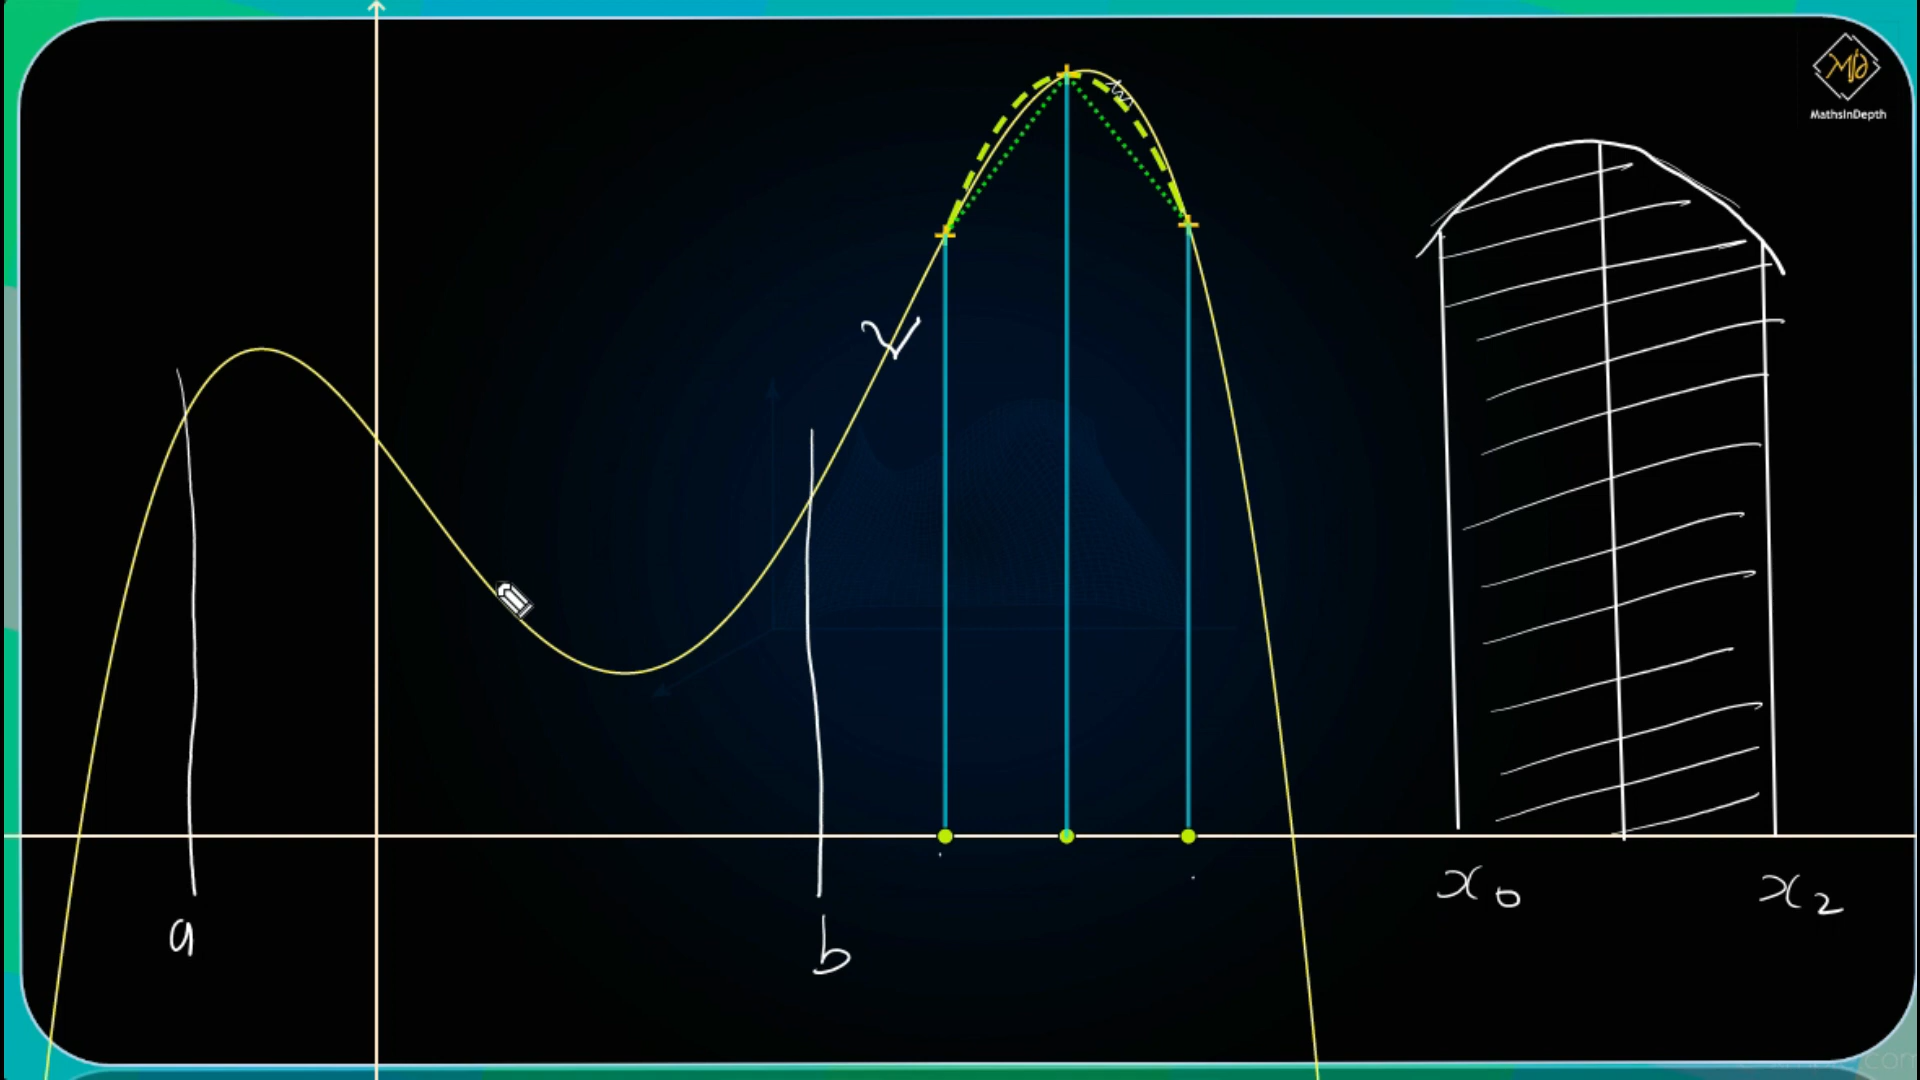 MathsInDepth
x₀
x₂
a
b